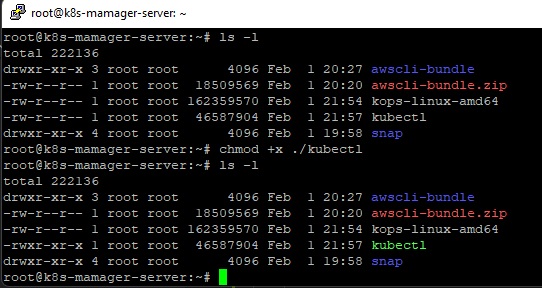 root@k8s-mamager-server: ~
root@k8s-mamager-server:~# ls -l
total 222136
drwxr-xr-x 3 root root      4096 Feb  1 20:27 awscli-bundle
-rw-r--r-- 1 root root  18509569 Feb  1 20:20 awscli-bundle.zip
-rw-r--r-- 1 root root 162359570 Feb  1 21:54 kops-linux-amd64
-rw-r--r-- 1 root root  46587904 Feb  1 21:57 kubectl
drwxr-xr-x 4 root root      4096 Feb  1 19:58 snap
root@k8s-mamager-server:~# chmod +x ./kubectl
root@k8s-mamager-server:~# ls -l
total 222136
drwxr-xr-x 3 root root      4096 Feb  1 20:27 awscli-bundle
-rw-r--r-- 1 root root  18509569 Feb  1 20:20 awscli-bundle.zip
-rw-r--r-- 1 root root 162359570 Feb  1 21:54 kops-linux-amd64
-rwxr-xr-x 1 root root  46587904 Feb  1 21:57 kubectl
drwxr-xr-x 4 root root      4096 Feb  1 19:58 snap
root@k8s-mamager-server:~#